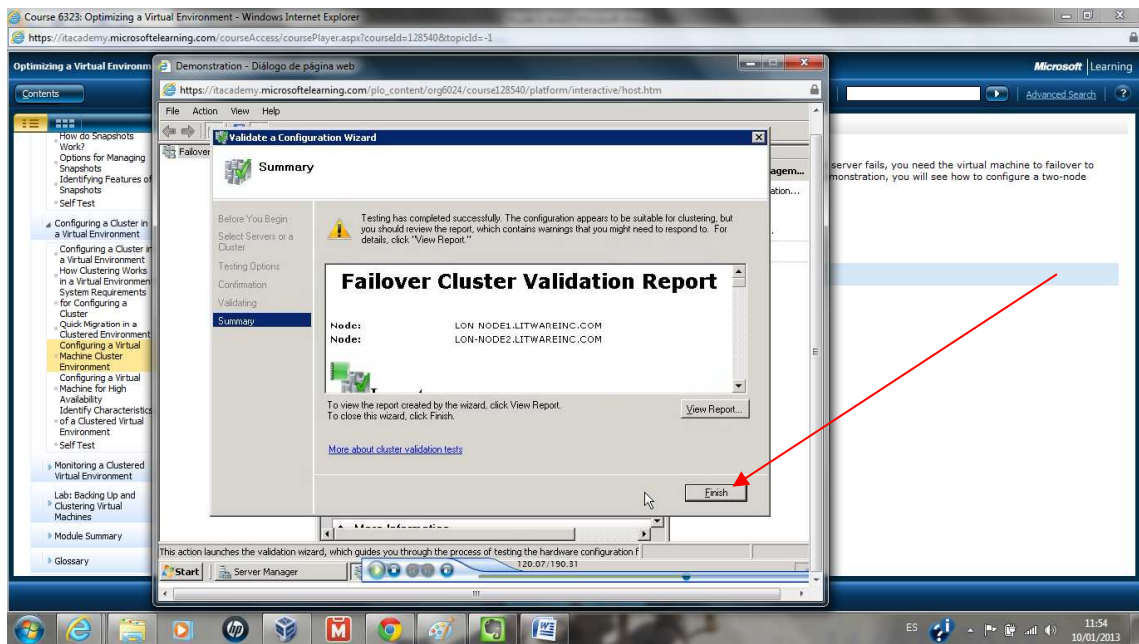 Course 6323: Optimizing a Virtual Environment - Windows Internet Explorer
https://itacademy.microsoftelearning.com/courseAccess/coursePlayer.aspx?courseId=128540&topicId=-1
Optimizing a Virtual Environm
Microsoft Learning
Contents
Advanced Search
?
How do Snapshots
Work?
Options for Managing
Snapshots
Identifying Features of
Snapshots
Self Test
Configuring a Cluster in
a Virtual Environment
Configuring a Cluster in
a Virtual Environment
How Clustering Works
in a Virtual Environment
System Requirements
for Configuring a
Cluster
Quick Migration in a
Clustered Environment
Configuring a Virtual
Machine Cluster
Environment
Configuring a Virtual
Machine for High
Availability
Identify Characteristics
of a Clustered Virtual
Environment
Self Test
Monitoring a Clustered
Virtual Environment
Lab: Backing Up and
Clustering Virtual
Machines
Module Summary
Glossary
Demonstration - Diálogo de página web
https://itacademy.microsoftelearning.com/plo_content/org6024/course128540/platform/interactive/host.htm
File Action View Help
Failover
agem...
ation...
server fails, you need the virtual machine to failover to
monstration, you will see how to configure a two-node
Validate a Configuration Wizard
Summary
Before You Begin
Select Servers or a
Cluster
Testing Options
Confirmation
Validating
Summary
Testing has completed successfully. The configuration appears to be suitable for clustering, but
you should review the report, which contains warnings that you might need to respond to. For
details, click "View Report."
Failover Cluster Validation Report
Node: LON NODE1.LITWAREINC.COM
Node: LON-NODE2.LITWAREINC.COM
To view the report created by the wizard, click View Report.
To close this wizard, click Finish.
View Report...
More about cluster validation tests
Finish
More Information
This action launches the validation wizard, which guides you through the process of testing the hardware configuration f
Start
Server Manager
120.07/190.31
ES
11:54
10/01/2013